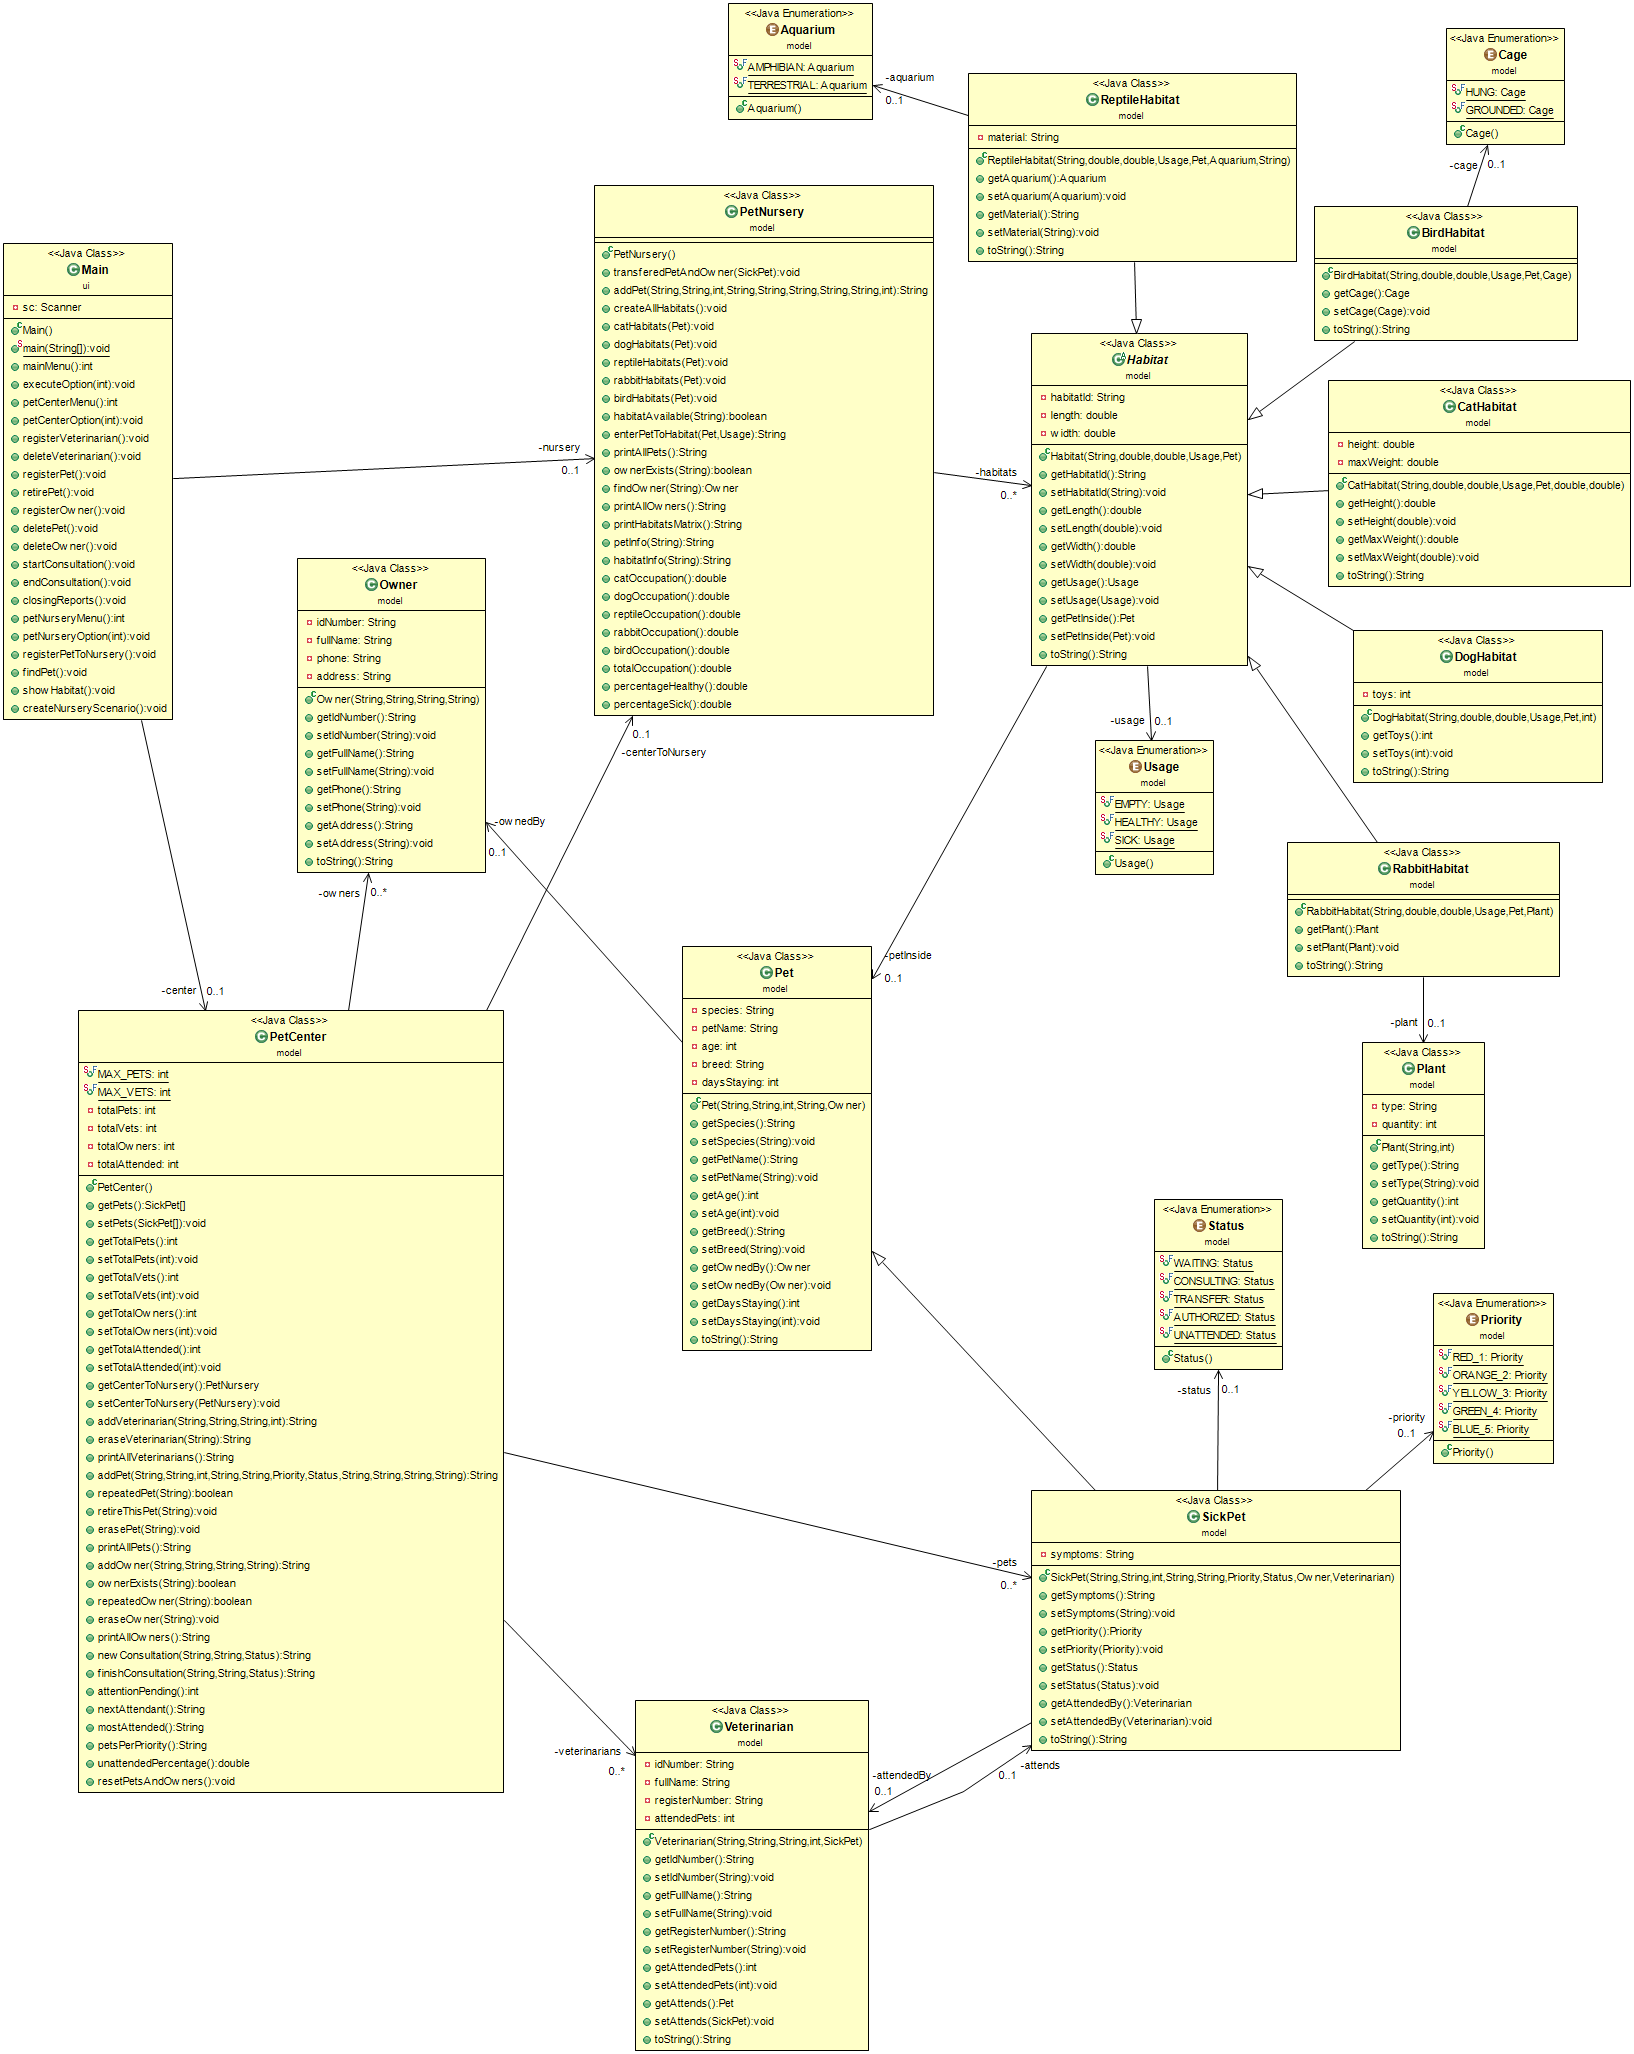 <<Java Enumeration>>
Aquarium
model
AMPHIBIAN: Aquarium
TERRESTRIAL: Aquarium
Aquarium()
-aquarium
0..1
<<Java Class>>
ReptileHabitat
model
material: String
ReptileHabitat(String,double,double,Usage,Pet,Aquarium,String)
getAquarium():Aquarium
setAquarium(Aquarium):void
getMaterial():String
setMaterial(String):void
toString():String
<<Java Enumeration>>
Cage
model
HUNG: Cage
GROUNDED: Cage
Cage()
-cage
0..1
<<Java Class>>
BirdHabitat
model
BirdHabitat(String,double,double,Usage,Pet,Cage)
getCage():Cage
setCage(Cage):void
toString():String
<<Java Class>>
Main
ui
sc: Scanner
Main()
main(String[]):void
mainMenu():int
executeOption(int):void
petCenterMenu():int
petCenterOption(int):void
registerVeterinarian():void
deleteVeterinarian():void
registerPet():void
retirePet():void
registerOwner():void
deletePet():void
deleteOwner():void
startConsultation():void
endConsultation():void
closingReports():void
petNurseryMenu():int
petNurseryOption(int):void
registerPetToNursery():void
findPet():void
showHabitat():void
createNurseryScenario():void
-nursery
0..1
<<Java Class>>
PetNursery
model
PetNursery()
transferedPetAndOwner(SickPet):void
addPet(String,String,int,String,String,String,String,String,int):String
createAllHabitats():void
catHabitats(Pet):void
dogHabitats(Pet):void
reptileHabitats(Pet):void
rabbitHabitats(Pet):void
birdHabitats(Pet):void
habitatAvailable(String):boolean
enterPetToHabitat(Pet,Usage):String
printAllPets():String
ownerExists(String):boolean
findOwner(String):Owner
printAllOwners():String
printHabitatsMatrix():String
petInfo(String):String
habitatInfo(String):String
catOccupation():double
dogOccupation():double
reptileOccupation():double
rabbitOccupation():double
birdOccupation():double
totalOccupation():double
percentageHealthy():double
percentageSick():double
-habitats
0..*
<<Java Class>>
Habitat
model
habitatId: String
length: double
width: double
Habitat(String,double,double,Usage,Pet)
getHabitatId():String
setHabitatId(String):void
getLength():double
setLength(double):void
getWidth():double
setWidth(double):void
getUsage():Usage
setUsage(Usage):void
getPetInside():Pet
setPetInside(Pet):void
toString():String
<<Java Class>>
CatHabitat
model
height: double
maxWeight: double
CatHabitat(String,double,double,Usage,Pet,double,double)
getHeight():double
setHeight(double):void
getMaxWeight():double
setMaxWeight(double):void
toString():String
<<Java Class>>
DogHabitat
model
toys: int
DogHabitat(String,double,double,Usage,Pet,int)
getToys():int
setToys(int):void
toString():String
<<Java Class>>
Owner
model
idNumber: String
fullName: String
phone: String
address: String
Owner(String,String,String,String)
getIdNumber():String
setIdNumber(String):void
getFullName():String
setFullName(String):void
getPhone():String
setPhone(String):void
getAddress():String
setAddress(String):void
toString():String
0..1
-centerToNursery
-ownedBy
0..1
-owners
0..*
-usage
0..1
<<Java Enumeration>>
Usage
model
EMPTY: Usage
HEALTHY: Usage
SICK: Usage
Usage()
<<Java Class>>
RabbitHabitat
model
RabbitHabitat(String,double,double,Usage,Pet,Plant)
getPlant():Plant
setPlant(Plant):void
toString():String
-plant
0..1
<<Java Class>>
Plant
model
type: String
quantity: int
Plant(String,int)
getType():String
setType(String):void
getQuantity():int
setQuantity(int):void
toString():String
-petInside
0..1
<<Java Class>>
Pet
model
species: String
petName: String
age: int
breed: String
daysStaying: int
Pet(String,String,int,String,Owner)
getSpecies():String
setSpecies(String):void
getPetName():String
setPetName(String):void
getAge():int
setAge(int):void
getBreed():String
setBreed(String):void
getOwnedBy():Owner
setOwnedBy(Owner):void
getDaysStaying():int
setDaysStaying(int):void
toString():String
-center
0..1
<<Java Class>>
PetCenter
model
MAX_PETS: int
MAX_VETS: int
totalPets: int
totalVets: int
totalOwners: int
totalAttended: int
PetCenter()
getPets():SickPet[]
setPets(SickPet[]):void
getTotalPets():int
setTotalPets(int):void
getTotalVets():int
setTotalVets(int):void
getTotalOwners():int
setTotalOwners(int):void
getTotalAttended():int
setTotalAttended(int):void
getCenterToNursery():PetNursery
setCenterToNursery(PetNursery):void
addVeterinarian(String,String,String,int):String
eraseVeterinarian(String):String
printAllVeterinarians():String
addPet(String,String,int,String,String,Priority,Status,String,String,String,String):String
repeatedPet(String):boolean
retireThisPet(String):void
erasePet(String):void
printAllPets():String
addOwner(String,String,String,String):String
ownerExists(String):boolean
repeatedOwner(String):boolean
eraseOwner(String):void
printAllOwners():String
newConsultation(String,String,Status):String
finishConsultation(String,String,Status):String
attentionPending():int
nextAttendant():String
mostAttended():String
petsPerPriority():String
unattendedPercentage():double
resetPetsAndOwners():void
<<Java Enumeration>>
Status
model
WAITING: Status
CONSULTING: Status
TRANSFER: Status
AUTHORIZED: Status
UNATTENDED: Status
Status()
-status
0..1
<<Java Enumeration>>
Priority
model
RED_1: Priority
ORANGE_2: Priority
YELLOW_3: Priority
GREEN_4: Priority
BLUE_5: Priority
Priority()
-priority
0..1
-pets
0..*
<<Java Class>>
SickPet
model
symptoms: String
SickPet(String,String,int,String,String,Priority,Status,Owner,Veterinarian)
getSymptoms():String
setSymptoms(String):void
getPriority():Priority
setPriority(Priority):void
getStatus():Status
setStatus(Status):void
getAttendedBy():Veterinarian
setAttendedBy(Veterinarian):void
toString():String
-veterinarians
0..*
-attendedBy
0..1
-attends
0..1
<<Java Class>>
Veterinarian
model
idNumber: String
fullName: String
registerNumber: String
attendedPets: int
Veterinarian(String,String,String,int,SickPet)
getIdNumber():String
setIdNumber(String):void
getFullName():String
setFullName(String):void
getRegisterNumber():String
setRegisterNumber(String):void
getAttendedPets():int
setAttendedPets(int):void
getAttends():Pet
setAttends(SickPet):void
toString():String